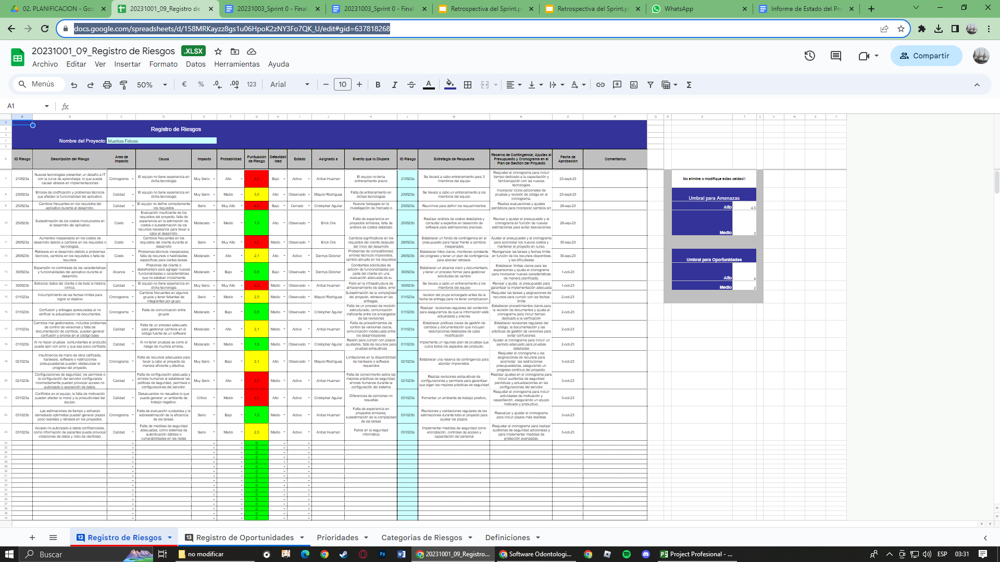 02. PLANIFICACION - Goo
20231001_09_Registro de
20231003_Sprint 0 - Final.
20231003_Sprint 0 - Final
Retrospectiva del Sprint.p
Retrospectiva del Sprint.p
WhatsApp
Informe de Estado del Pro
docs.google.com/spreadsheets/d/158MRKayzz8gs1u06HpoK2zNY3Fo7QK_U/edit#gid=637818268
20231001_09_Registro de Riesgos .XLSX
Archivo Editar Ver Insertar Formato Datos Herramientas Ayuda
Compartir
Menús 50% € % .0 .00 123 Arial 10 B I A Σ
A1 fx
Registro de Riesgos
Nombre del Proyecto: Muelitas Felices
ID Riesgo Descripción del Riesgo Area de Impacto Causa Impacto Probabilidad Puntuación de Riesgo Detectabilidad Estado Asignado a Evento que lo Dispara ID Riesgo Estrategia de Respuesta Reserva de Contingencia; Ajustes al Presupuesto y Cronograma en el Plan de Gestión del Proyecto Fecha de Aprobación Comentarios
210923a Nuevas tecnologías presentan un desafío a IT con la curva de aprendizaje, lo que puede causar atrasos en implementaciones Cronograma El equipo no tiene experiencia en dicha tecnología Muy Serio Alto Bajo Activo Anibal Huaman El equipo no tenia entrenamiento previo 210923a Se llevará a cabo entrenamiento para 3 miembros del equipo Reajustar el cronograma para incluir tiempo dedicado a la capacitación y familiarización con las nuevas tecnologías 23-sept-23
230923a Errores de codificación y problemas técnicos que afectan la funcionalidad del aplicativo. Calidad El equipo no tiene experiencia en dicha tecnología Muy Serio Medio 3,5 Alto Observado Maycol Rodriguez Falta de entrenamiento en dichas tecnologías 230923a Se llevará a cabo un entrenamiento a los miembros del equipo Incorporar ciclos adicionales de pruebas y revisión de código en el cronograma. 23-sept-23
250923a Cambios frecuentes en los requisitos del aplicativo durante el desarrollo. Calidad El equipo no define correctamente los requisitos Serio Muy Alto Bajo Cerrado Cristopher Aguilar Nuevos hallazgos en la investigación de mercado o 250923a Reunimos para definir los requerimientos Realiza evaluaciones y ajustes periódicos para incorporar cambios sin 28-sep-23
250923b Subestimación de los costos involucrados en el desarrollo del aplicativo. Costo Evaluación insuficiente de los requisitos del proyecto, falta de experiencia en la estimación de costos o subestimación de los recursos necesarios para llevar a cabo el desarrollo. Moderado Medio 1,5 Alto Observado Erick Ore Falta de experiencia en proyectos similares, falta de análisis de costos detallado 250923b Realizar análisis de costos detallados y consultar a expertos en desarrollo de software para estimaciones precisas. Revisar y ajustar el presupuesto y el cronograma en función de nuevas estimaciones para evitar desviaciones 28-sep-23
280923a Aumentos inesperados en los costos de desarrollo debido a cambios en los requisitos o tecnologías. Costo Cambios frecuentes en los requisitos del cliente durante el desarrollo Serio Muy Alto Medio Observado Erick Ore Cambios significativos en los requisitos del cliente después del inicio del desarrollo 280923a Establecer un fondo de contingencia en el presupuesto para hacer frente a cambios inesperados Ajustar el presupuesto y el cronograma para acomodar los nuevos costos y mantener el proyecto en curso. 30-sep-23
280923b Retrasos en el desarrollo debido a problemas técnicos, cambios en los requisitos o falta de recursos. Costo Problemas técnicos inesperados, falta de recursos o habilidades específicas para ciertas tareas Moderado Alto 2,1 Alto Activo Dennys Dolorier Problemas de compatibilidad, errores técnicos imprevistos, cambio abrupto en los requisitos 280923b Establecer hitos claros, monitoreo constante del progreso y tener un plan de contingencia para abordar retrasos. Reorganizar las tareas y fechas límite en función de los recursos disponibles y las dificultades 30-sep-23
300923a Expansión no controlada de las características y funcionalidades del aplicativo durante el desarrollo. Alcance Presiones del cliente o stakeholders para agregar nuevas funcionalidades o características que no estaban inicialmente Moderado Bajo 0,9 Bajo Observado Dennys Dolorier Constantes solicitudes de adición de funcionalidades por parte del cliente sin una evaluación adecuada de su 300923a Establecer un alcance claro y documentado, y tener un proceso formal para gestionar solicitudes de cambio Establecer límites claros para las expansiones y ajusta el cronograma para incorporar nuevas características de manera planificada. 1-oct-23
300923b Extraviar datos del cliente o de toda la historia clinica. Calidad El equipo no tiene experiencia en dicha tecnología Muy Serio Muy Alto Medio Observado Anibal Huaman Fallo en la infraestructura de almacenamiento de datos, error 300923b Se llevara a cabo un entrenamiento a los miembros del equipo Revisar y ajusta el presupuesto para garantizar la implementación adecuada 1-oct-23
011023a Inclumplimiento de las fechas limites para lograr el objetivo Cronograma Cambios frecuentes en algunos grupos y tener faltantes de integrantes por grupo Serio Medio 2,5 Medio Observado Maycol Rodriguez Subestimación de la complejidad del proyecto, retrasos en las entregas. 011023a revision del grupo encargado antes de la fecha de entrega para no tener complicacion. Reajustar las tareas y asignaciones de recursos para cumplir con las fechas límite 2-oct-23
011023b Confusion y entregas apresuradas al no verificar la actualizacion de documentos. Cronograma Falta de comunicacion entre grupos Moderado Bajo 0,9 Medio Observado Cristopher Aguilar Falta de un proceso de revisión estructurado, comunicación ineficiente entre los encargados de las revisiones 011023b Realizar revisiones regulares del contenido para asegurarnos de que la información esté actualizada y precisa. Establecer procedimientos claros para la revisión de documentos y ajusta el cronograma para incluir tiempo dedicado a la verificación 2-oct-23
011023a Cambios mal gestionados, incluidos problemas de control de versiones y falta de documentación de cambios, pueden generar confusión y errores en el código base Calidad Falta de un proceso adecuado para gestionar cambios en el código fuente de un software Moderado Alto 2,1 Medio Activo Anibal Huaman Falta de procedimientos de control de versiones claros, comunicación inadecuada entre los desarrolladores 011023a Establecer políticas claras de gestión de cambios y documentación que incluyan descripciones detalladas de cada modificación Establecer revisiones regulares del código, la documentación y las prácticas de gestión de versiones para evitar confusiones 2-oct-23
011023b Al no hacer pruebas contundentes el producto puede salir con error y que sea poco confiable Calidad Al no tener pruebas se corre el riesgo de muchos errores. Moderado Medio 1,5 Medio Observado Cristopher Aguilar Resión para cumplir con plazos ajustados, falta de recursos para pruebas exhaustivas 011023a Implementa un riguroso plan de pruebas que cubra todos los aspectos del producto. Ajustar el cronograma para incluir un período adecuado para pruebas detalladas 2-oct-23
021023a Insuficiencia de mano de obra calificada, hardware, software o restricciones presupuestarias pueden obstaculizar el progreso del proyecto. Cronograma Falta de recursos adecuados para llevar a cabo el proyecto de manera eficiente y efectiva. Muy Serio Bajo 2,1 Alto Observado Maycol Rodriguez Limitaciones en la disponibilidad de hardware o software requeridos 021023a Establecer una reserva de contingencia para abordar imprevistos. Reajustar el cronograma y las asignaciones de recursos para acomodar las restricciones presupuestarias, asegurando un progreso continuo del proyecto. 3-oct-23
021023b Configuraciones de seguridad, los permisos o la configuración del servidor configurados incorrectamente pueden provocar acceso no autorizado o exposición de datos. Calidad Falta de configuración adecuada y errores humanos al establecer las políticas de seguridad, permisos o configuraciones del servidor. Muy Serio Alto Medio Activo Anibal Huaman Falta de conocimiento sobre las mejores prácticas de seguridad, errores humanos durante la configuración del sistema 021023b Realiza revisiones exhaustivas de configuraciones y permisos para garantizar que sigan las mejores prácticas de seguridad Realizar ajustes en el cronograma para incluir auditorías de seguridad periódicas y actualizaciones en las configuraciones del servidor 3-oct-23
031023a Conflictos en el equipo, la falta de motivación pueden afectar la moral y la productividad del equipo. Calidad Desacuerdos no resueltos lo que puede generar un ambiente de trabajo negativo. Crítico Medio Alto Activo Cristopher Aguilar Diferencias de opiniones no resueltas 031023a Fomentar un ambiente de trabajo positivo, Reajustar el cronograma para incluir actividades de motivación y capacitación, asegurando un equipo motivado y productivo. 3-oct-23
031023b Las estimaciones de tiempo y esfuerzo demasiado optimistas pueden generar plazos poco realistas y retrasos en los proyectos. Cronograma Falta de evaluación cuidadosa y la sobreestimación de la eficiencia de las tareas. Serio Bajo 1,5 Medio Activo Anibal Huaman Falta de experiencia en proyectos similares, subestimación de la complejidad de las tareas 031023b Revisiones y validaciones regulares de las estimaciones durante todo el proyecto para ajustar los plazos. Reevalúar y ajustar el cronograma para incluir plazos más realistas 3-oct-23
031023a Acceso no autorizado a datos confidenciales, como información de pacentes puede provocar violaciones de datos y robo de identidad. Calidad Falta de medidas de seguridad adecuadas, como sistemas de autenticación débiles o vulnerabilidades en las redes Serio Medio 2,5 Medio Activo Anibal Huaman Fallos en la seguridad informática 031023a Implementar medidas de seguridad como encriptación, controles de acceso y capacitación del personal Reajustar el cronograma para realizar auditorías de seguridad adicionales y para implementar medidas de protección avanzadas. 3-oct-23
No elimine o modifique estas celdas!!
Umbral para Amenazas
Alto 4,5
Medio 2
Umbral para Oportunidades
Alto 4
Medio 2
12 Registro de Riesgos 13 Registro de Oportunidades Prioridades Categorias de Riesgos Definiciones
Buscar no modificar 20231001_09_Registro... Software Odontologi... Project Profesional - ... ESP 03:31